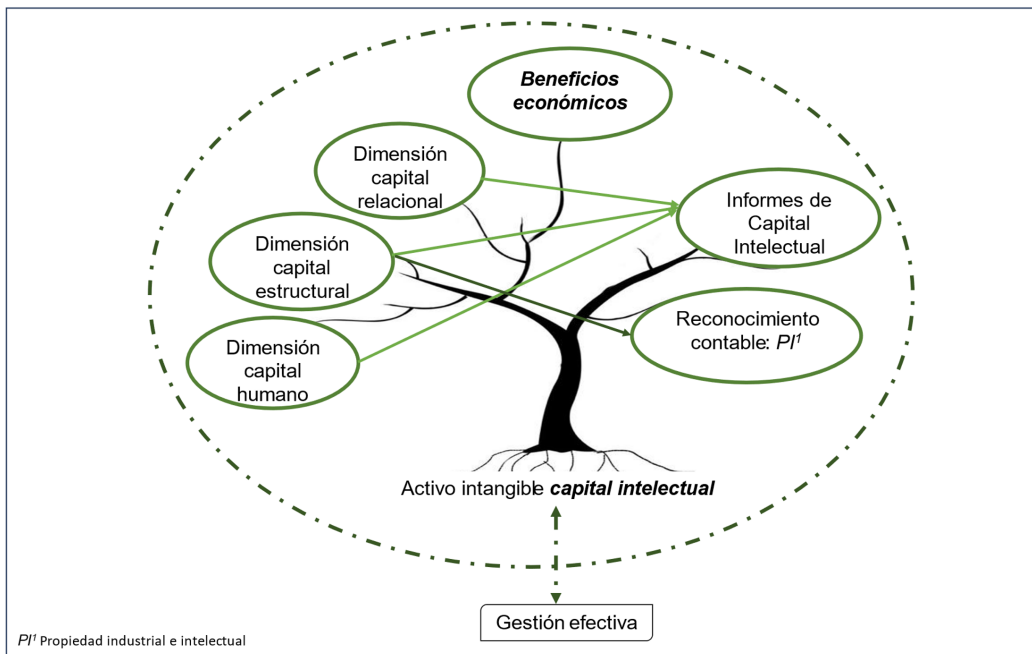 Beneficios
económicos
Dimensión
capital
relacional
Informes de
Capital
Intelectual
Dimensión
capital
estructural
Reconocimiento
contable: PI¹
Dimensión
capital
humano
Activo intangible capital intelectual
Gestión efectiva
PI¹ Propiedad industrial e intelectual